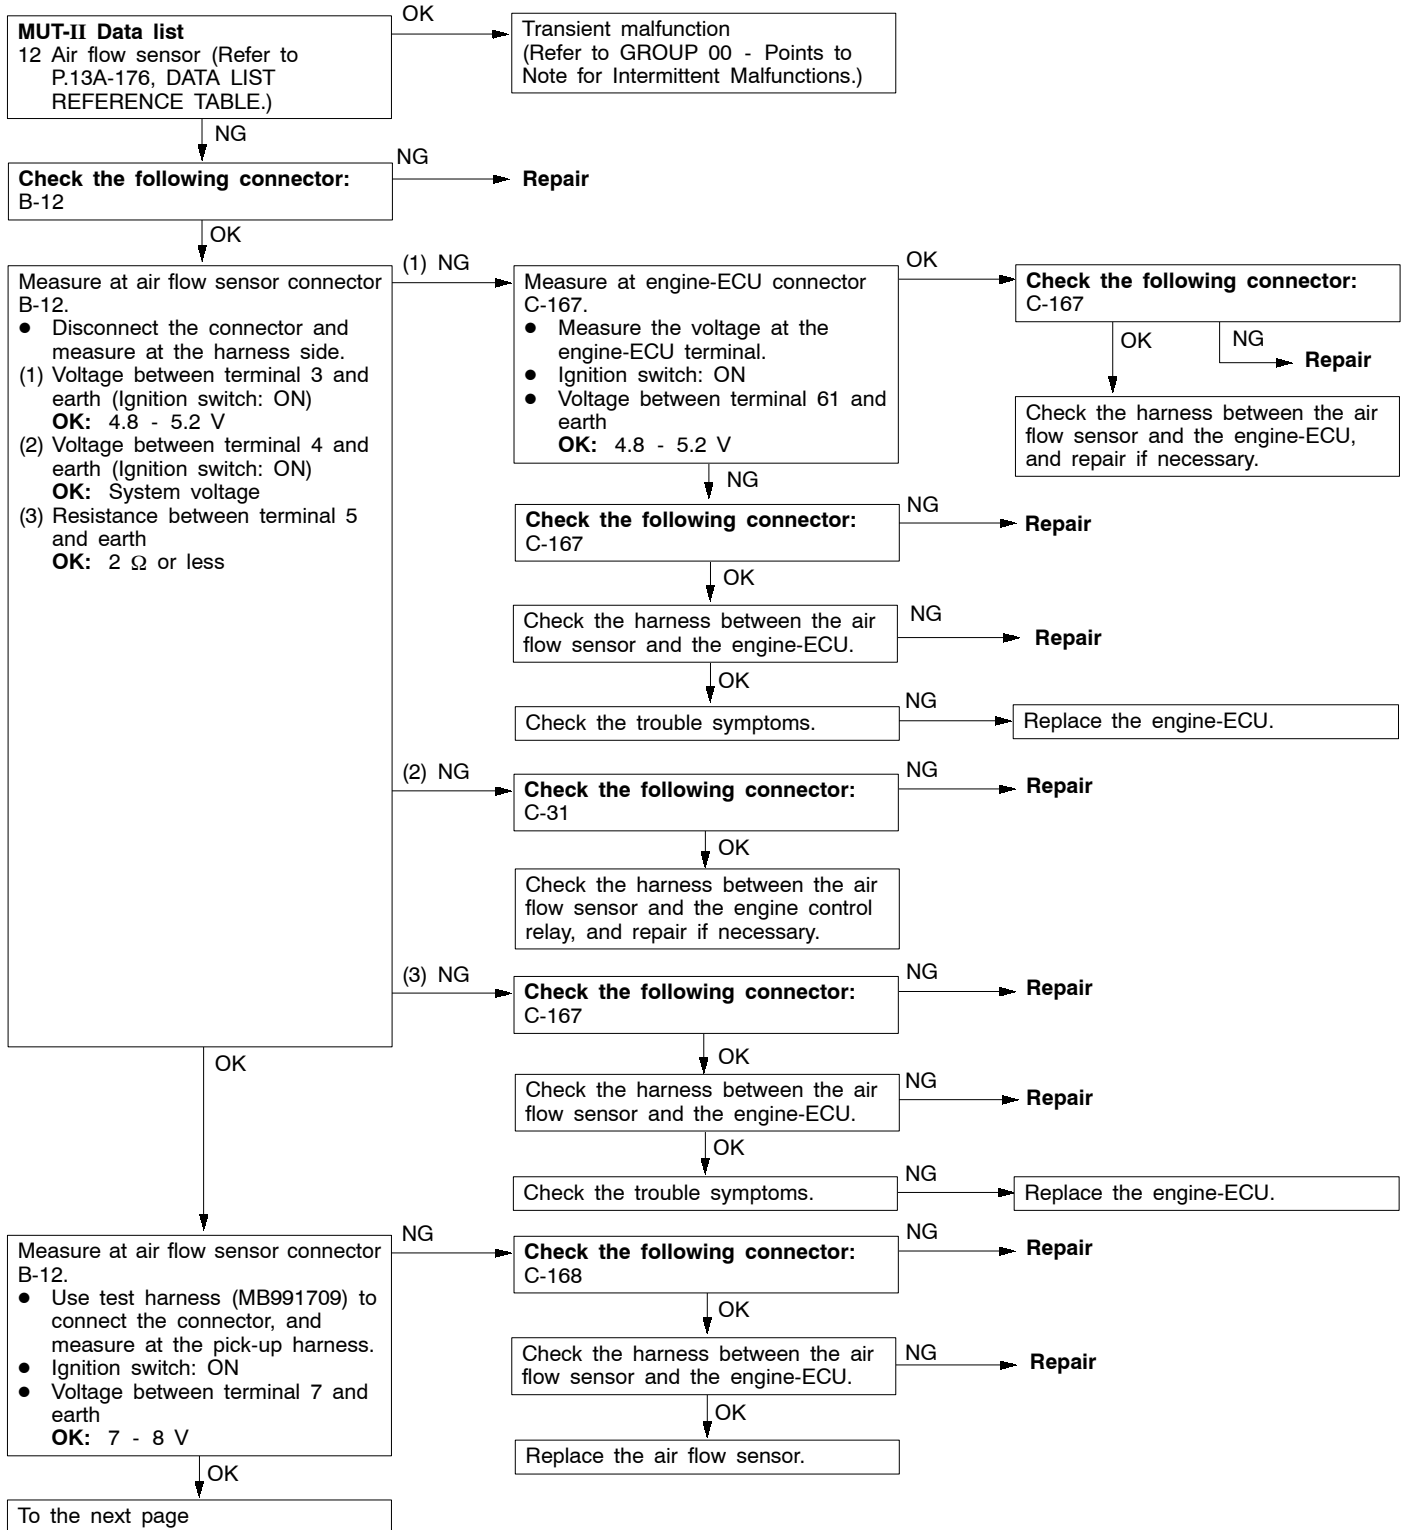 MUT-II Data list
12 Air flow sensor (Refer to
P.13A-176, DATA LIST
REFERENCE TABLE.)
OK
Transient malfunction
(Refer to GROUP 00 - Points to
Note for Intermittent Malfunctions.)
NG
Check the following connector:
B-12
NG
Repair
OK
Measure at air flow sensor connector
B-12.
● Disconnect the connector and
measure at the harness side.
(1) Voltage between terminal 3 and
earth (Ignition switch: ON)
OK: 4.8 - 5.2 V
(2) Voltage between terminal 4 and
earth (Ignition switch: ON)
OK: System voltage
(3) Resistance between terminal 5
and earth
OK: 2 Ω or less
(1) NG
Measure at engine-ECU connector
C-167.
● Measure the voltage at the
engine-ECU terminal.
● Ignition switch: ON
● Voltage between terminal 61 and
earth
OK: 4.8 - 5.2 V
OK
Check the following connector:
C-167
OK
NG
Repair
Check the harness between the air
flow sensor and the engine-ECU,
and repair if necessary.
NG
Check the following connector:
C-167
NG
Repair
OK
Check the harness between the air
flow sensor and the engine-ECU.
NG
Repair
OK
Check the trouble symptoms.
NG
Replace the engine-ECU.
(2) NG
Check the following connector:
C-31
NG
Repair
OK
Check the harness between the air
flow sensor and the engine control
relay, and repair if necessary.
(3) NG
Check the following connector:
C-167
NG
Repair
OK
Check the harness between the air
flow sensor and the engine-ECU.
NG
Repair
OK
Check the trouble symptoms.
NG
Replace the engine-ECU.
OK
Measure at air flow sensor connector
B-12.
● Use test harness (MB991709) to
connect the connector, and
measure at the pick-up harness.
● Ignition switch: ON
● Voltage between terminal 7 and
earth
OK: 7 - 8 V
NG
Check the following connector:
C-168
NG
Repair
OK
Check the harness between the air
flow sensor and the engine-ECU.
NG
Repair
OK
Replace the air flow sensor.
OK
To the next page